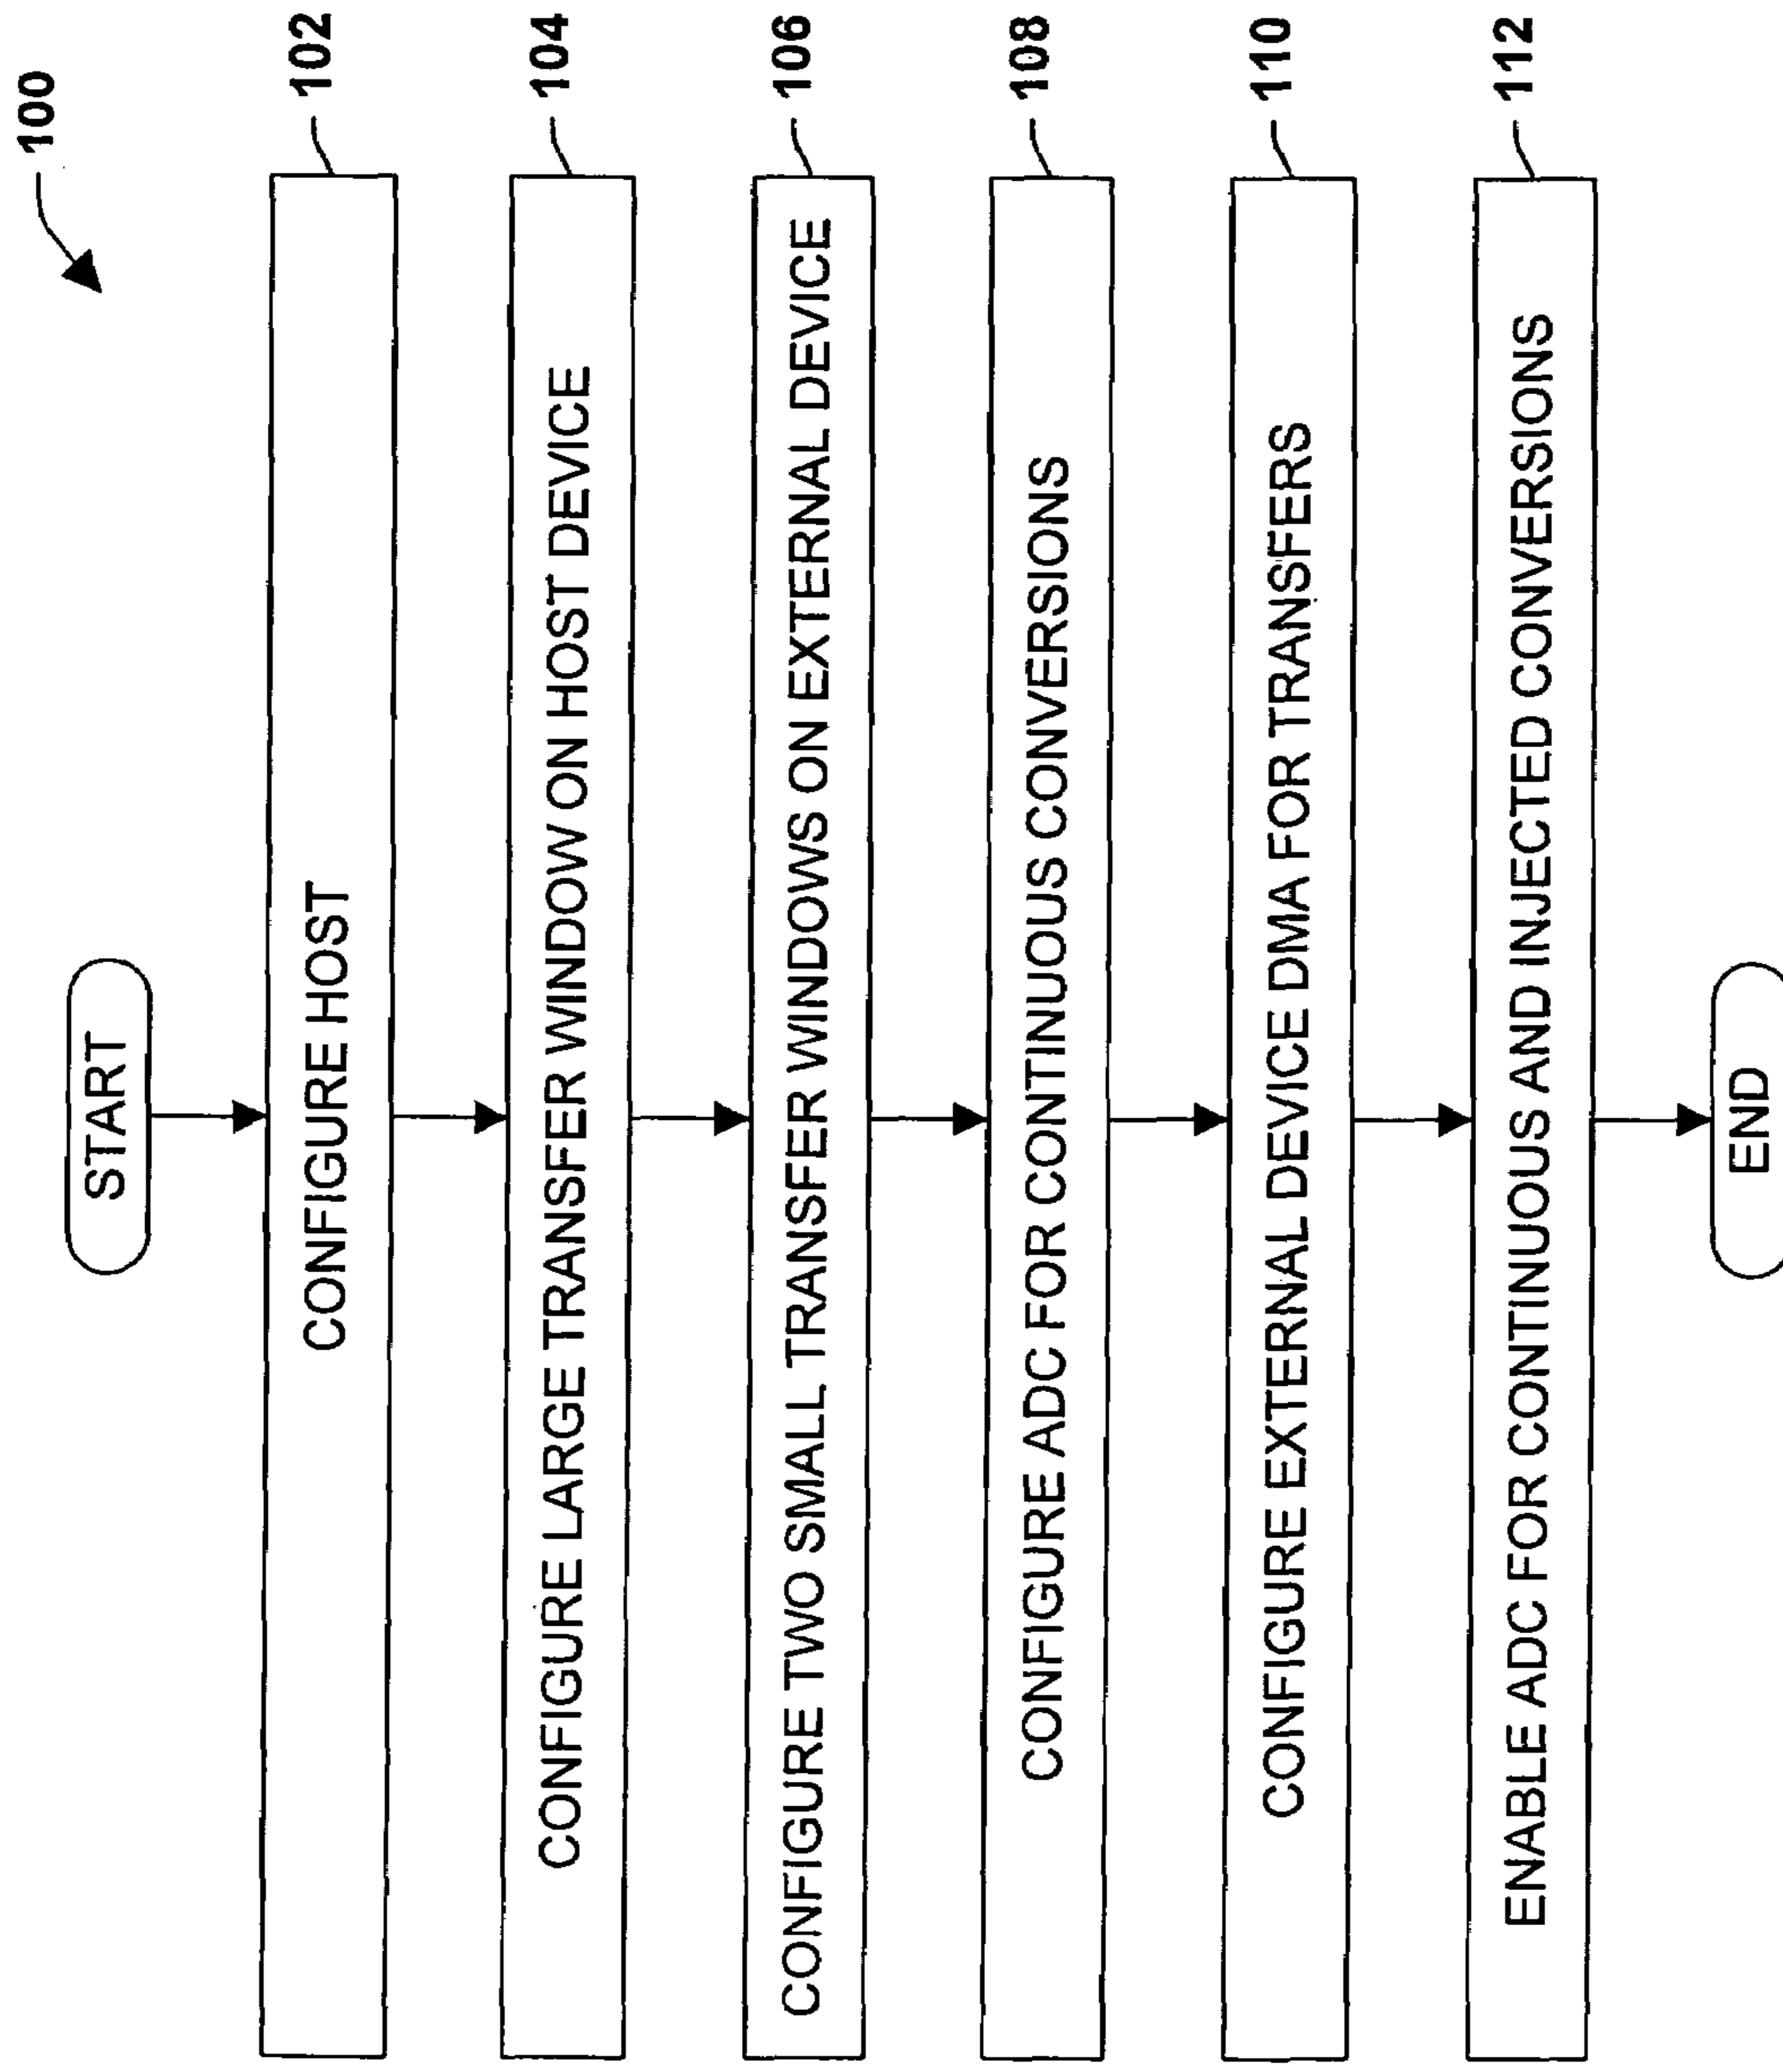 100
START
CONFIGURE HOST
102
CONFIGURE LARGE TRANSFER WINDOW ON HOST DEVICE
104
CONFIGURE TWO SMALL TRANSFER WINDOWS ON EXTERNAL DEVICE
106
CONFIGURE ADC FOR CONTINUOUS CONVERSIONS
108
CONFIGURE EXTERNAL DEVICE DMA FOR TRANSFERS
110
ENABLE ADC FOR CONTINUOUS AND INJECTED CONVERSIONS
112
END